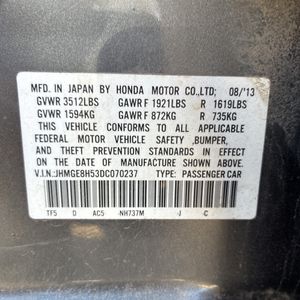 MFD. IN JAPAN BY HONDA MOTOR CO.,LTD; 08/'13
GVWR 3512LBS GAWR F 1921LBS R 1619LBS
GVWR 1594KG GAWR F 872KG R 735KG
THIS VEHICLE CONFORMS TO ALL APPLICABLE
FEDERAL MOTOR VEHICLE SAFETY ,BUMPER,
AND THEFT PREVENTION STANDARDS IN EFFECT
ON THE DATE OF MANUFACTURE SHOWN ABOVE.
V.I.N:JHMGE8H53DC070237 TYPE: PASSENGER CAR
TF5 D AC5 -NH737M -J -C